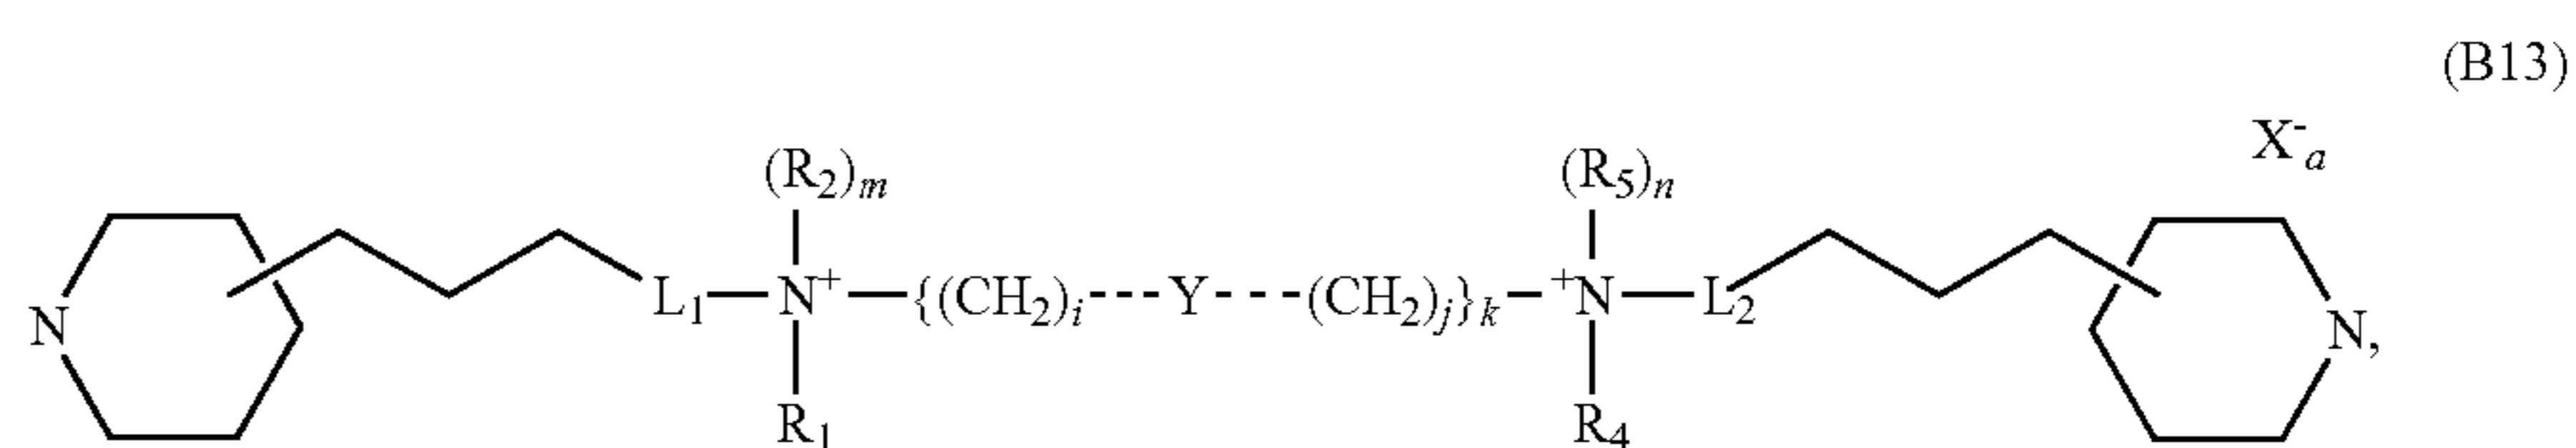 (B13)
X⁻ₐ
(R₂)ₘ (R₅)ₙ
N L₁—N⁺—{(CH₂)ᵢ---Y---(CH₂)ⱼ}ₖ—⁺N—L₂ N,
R₁ R₄